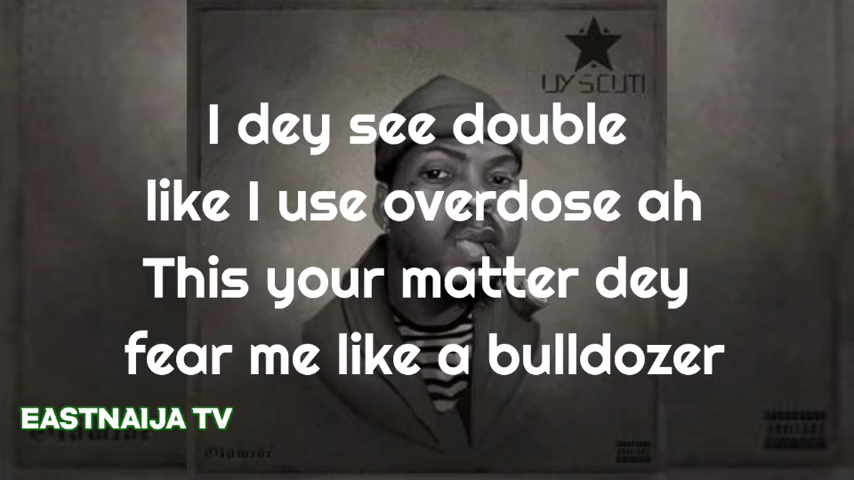 UY SCUTI
I dey see double
like I use overdose ah
This your matter dey
fear me like a bulldozer
EASTNAIJA TV
Olamidé